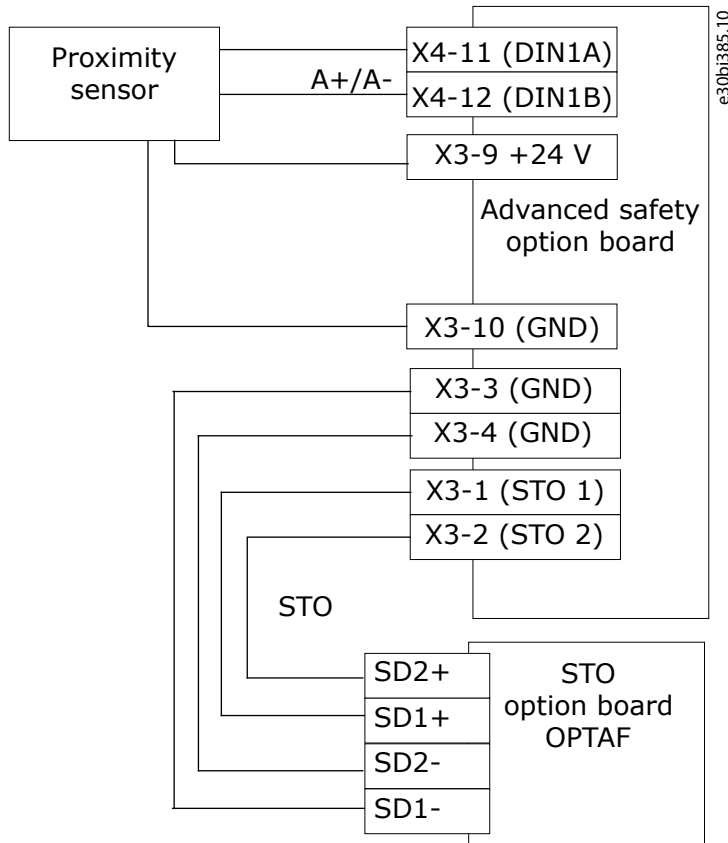 Proximity
sensor
A+/A-
X4-11 (DIN1A)
X4-12 (DIN1B)
X3-9 +24 V
Advanced safety
option board
X3-10 (GND)
X3-3 (GND)
X3-4 (GND)
X3-1 (STO 1)
X3-2 (STO 2)
STO
SD2+
SD1+
SD2-
SD1-
STO
option board
OPTAF
e30bi385.10